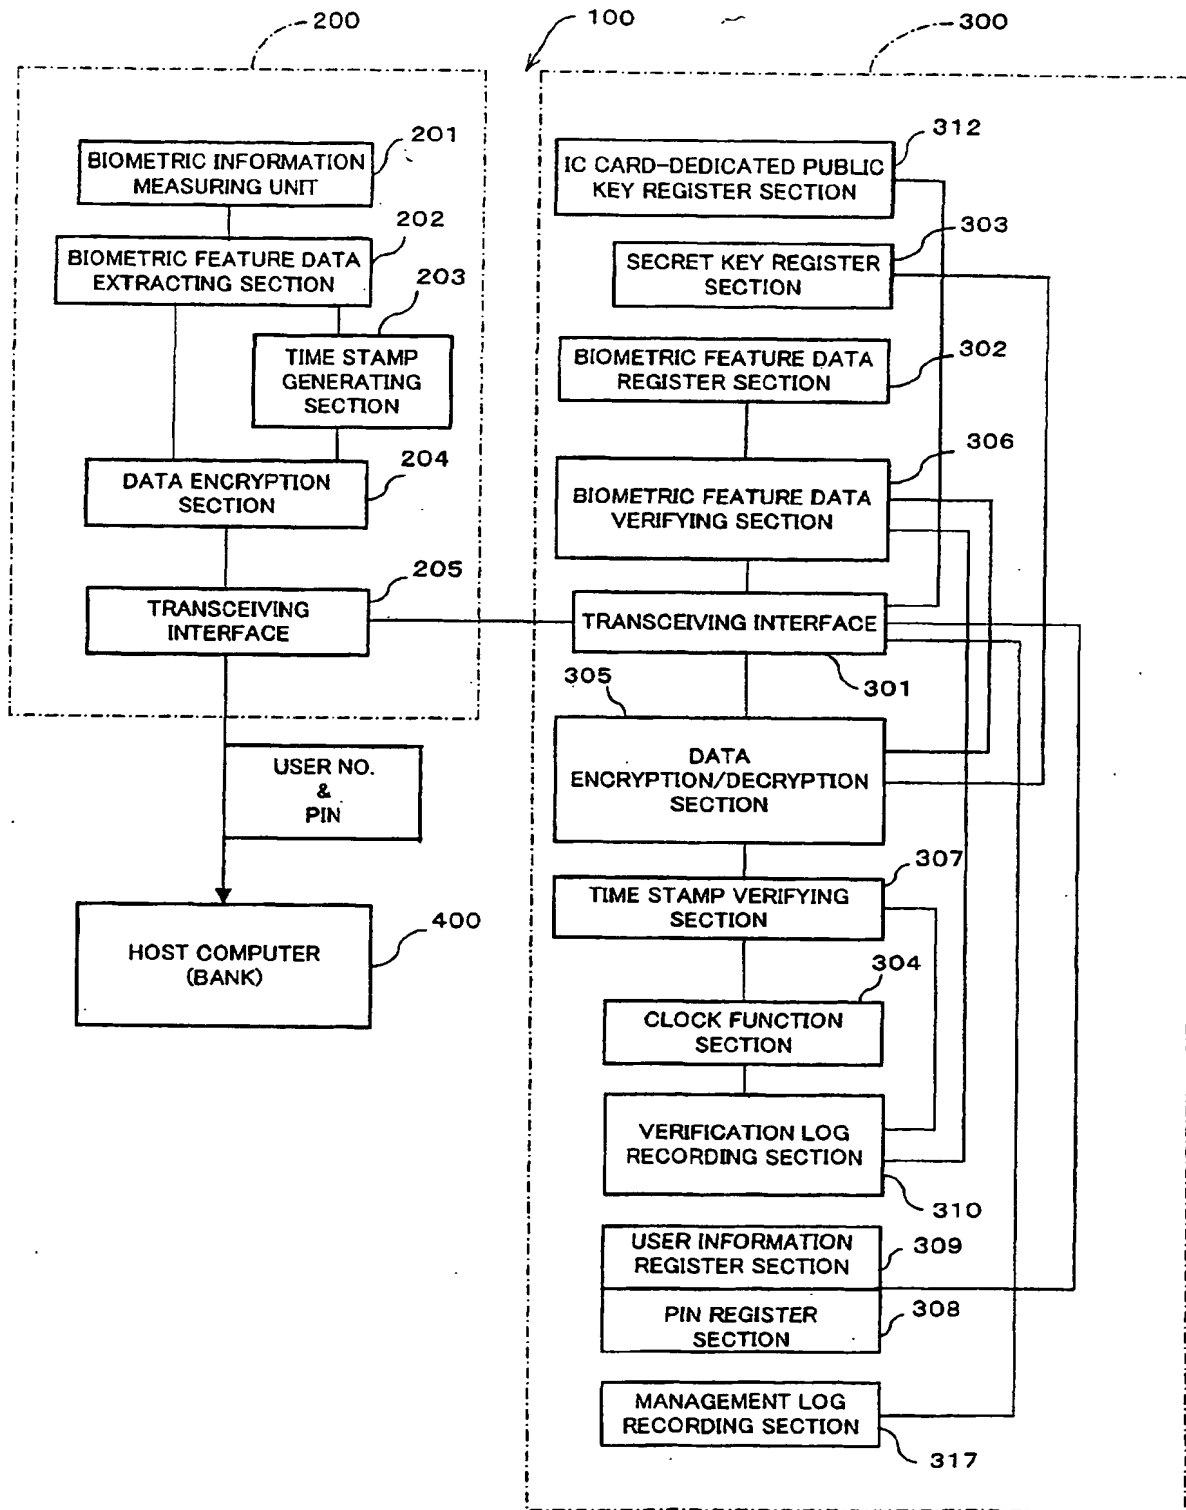 200
100
300
201
BIOMETRIC INFORMATION
MEASURING UNIT
202
BIOMETRIC FEATURE DATA
EXTRACTING SECTION
203
TIME STAMP
GENERATING
SECTION
204
DATA ENCRYPTION
SECTION
205
TRANSCEIVING
INTERFACE
USER NO.
&
PIN
400
HOST COMPUTER
(BANK)
312
IC CARD-DEDICATED PUBLIC
KEY REGISTER SECTION
303
SECRET KEY REGISTER
SECTION
302
BIOMETRIC FEATURE DATA
REGISTER SECTION
306
BIOMETRIC FEATURE DATA
VERIFYING SECTION
TRANSCEIVING INTERFACE
301
305
DATA
ENCRYPTION/DECRYPTION
SECTION
307
TIME STAMP VERIFYING
SECTION
304
CLOCK FUNCTION
SECTION
VERIFICATION LOG
RECORDING SECTION
310
USER INFORMATION
REGISTER SECTION
309
PIN REGISTER
SECTION
308
MANAGEMENT LOG
RECORDING SECTION
317